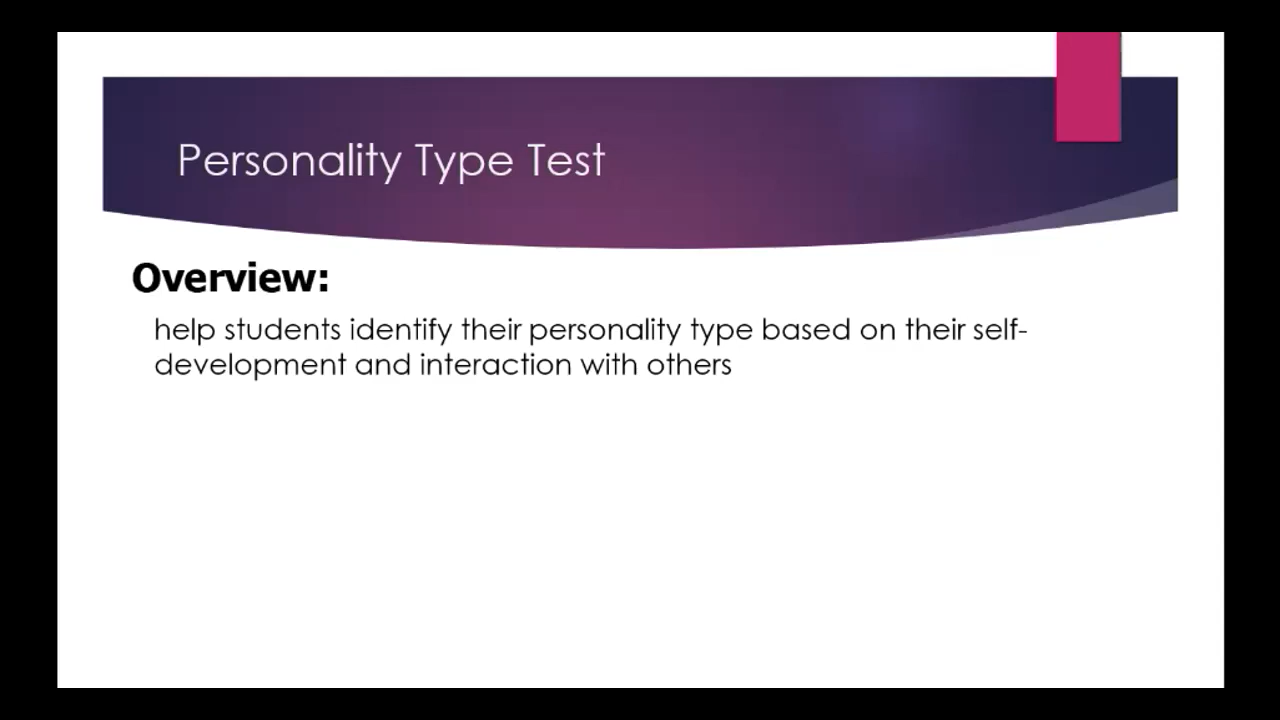 Personality Type Test
Overview:
help students identify their personality type based on their self-
development and interaction with others